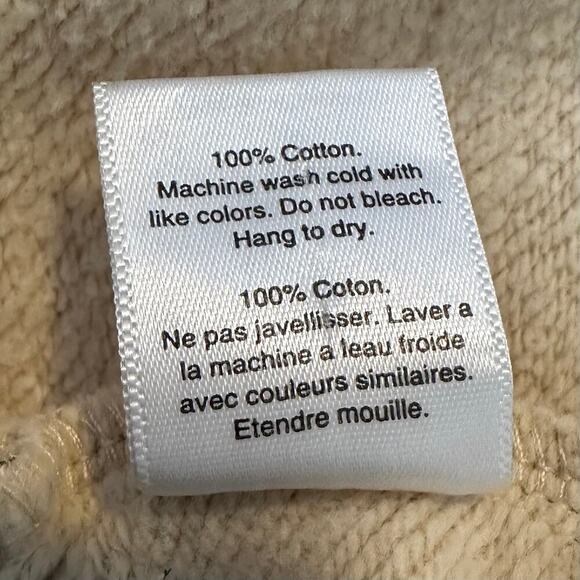 100% Cotton.
Machine wash cold with
like colors. Do not bleach.
Hang to dry.
100% Coton.
Ne pas javellisser. Laver a
la machine a leau froide
avec couleurs similaires.
Etendre mouille.